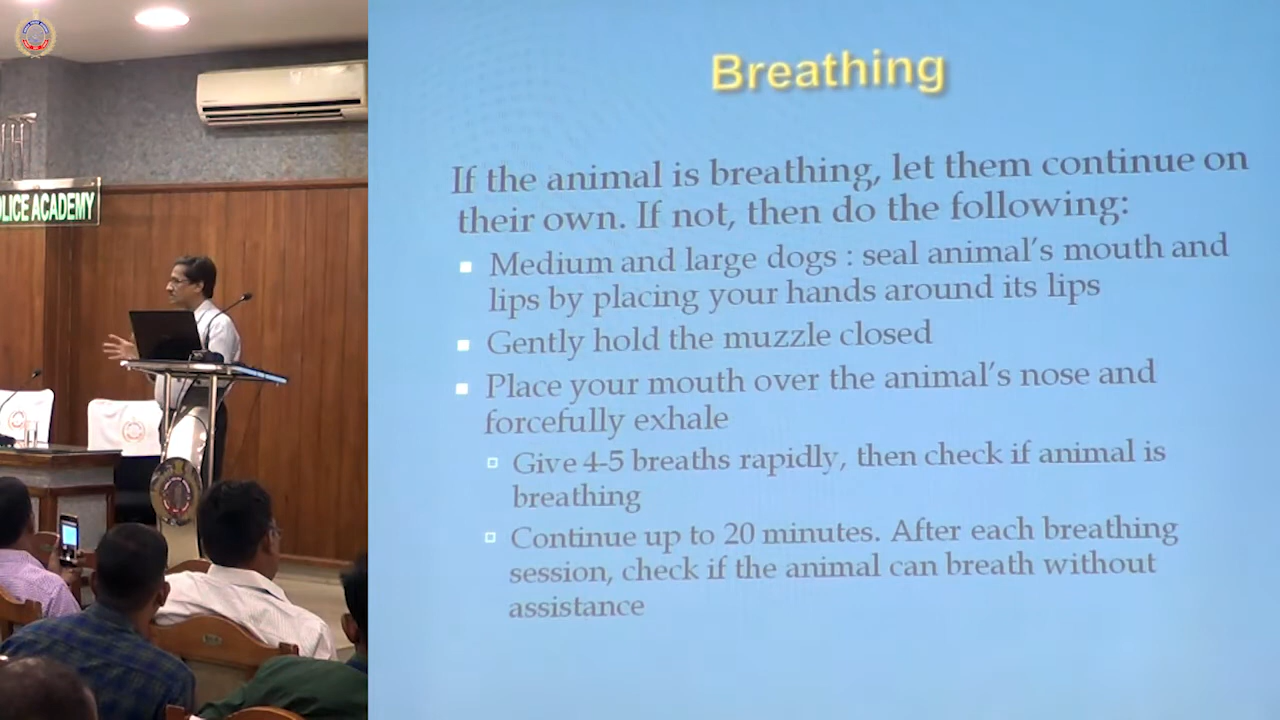 LICE ACADEMY
Breathing
If the animal is breathing, let them continue on
their own. If not, then do the following:
Medium and large dogs : seal animal's mouth and
lips by placing your hands around its lips
Gently hold the muzzle closed
Place your mouth over the animal's nose and
forcefully exhale
Give 4-5 breaths rapidly, then check if animal is
breathing
Continue up to 20 minutes. After each breathing
session, check if the animal can breath without
assistance